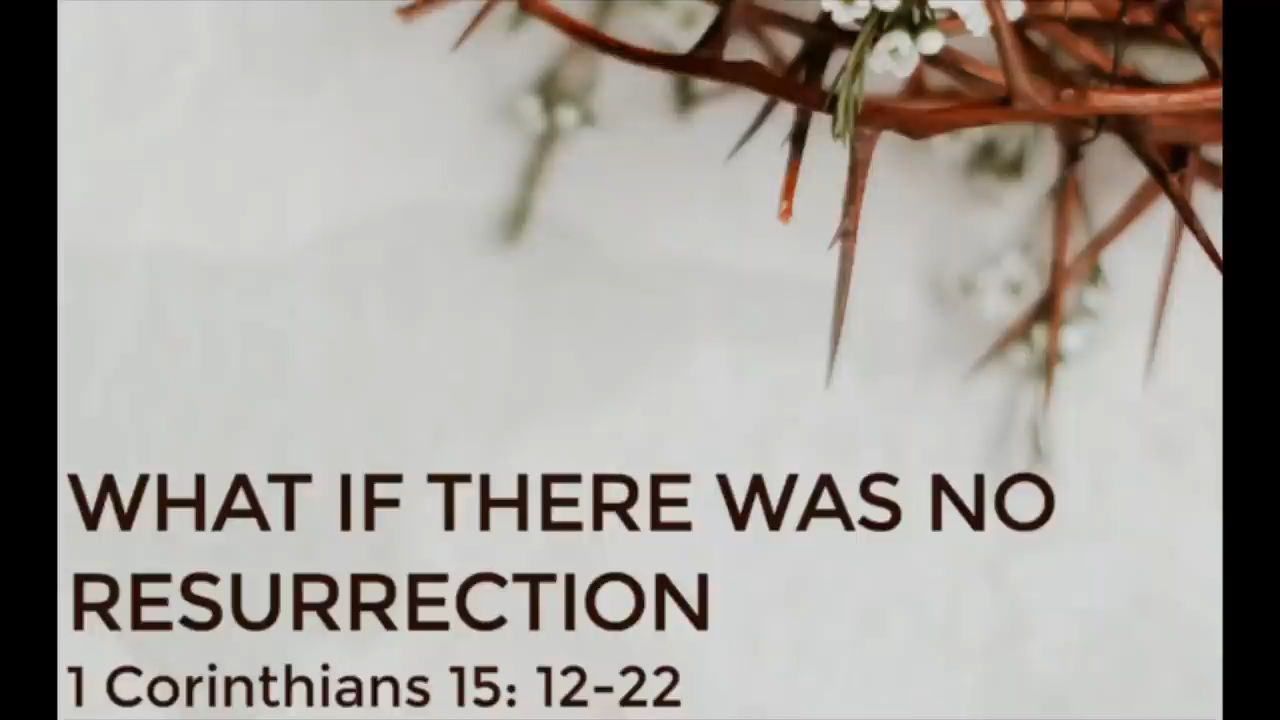 WHAT IF THERE WAS NO
RESURRECTION
1 Corinthians 15: 12-22